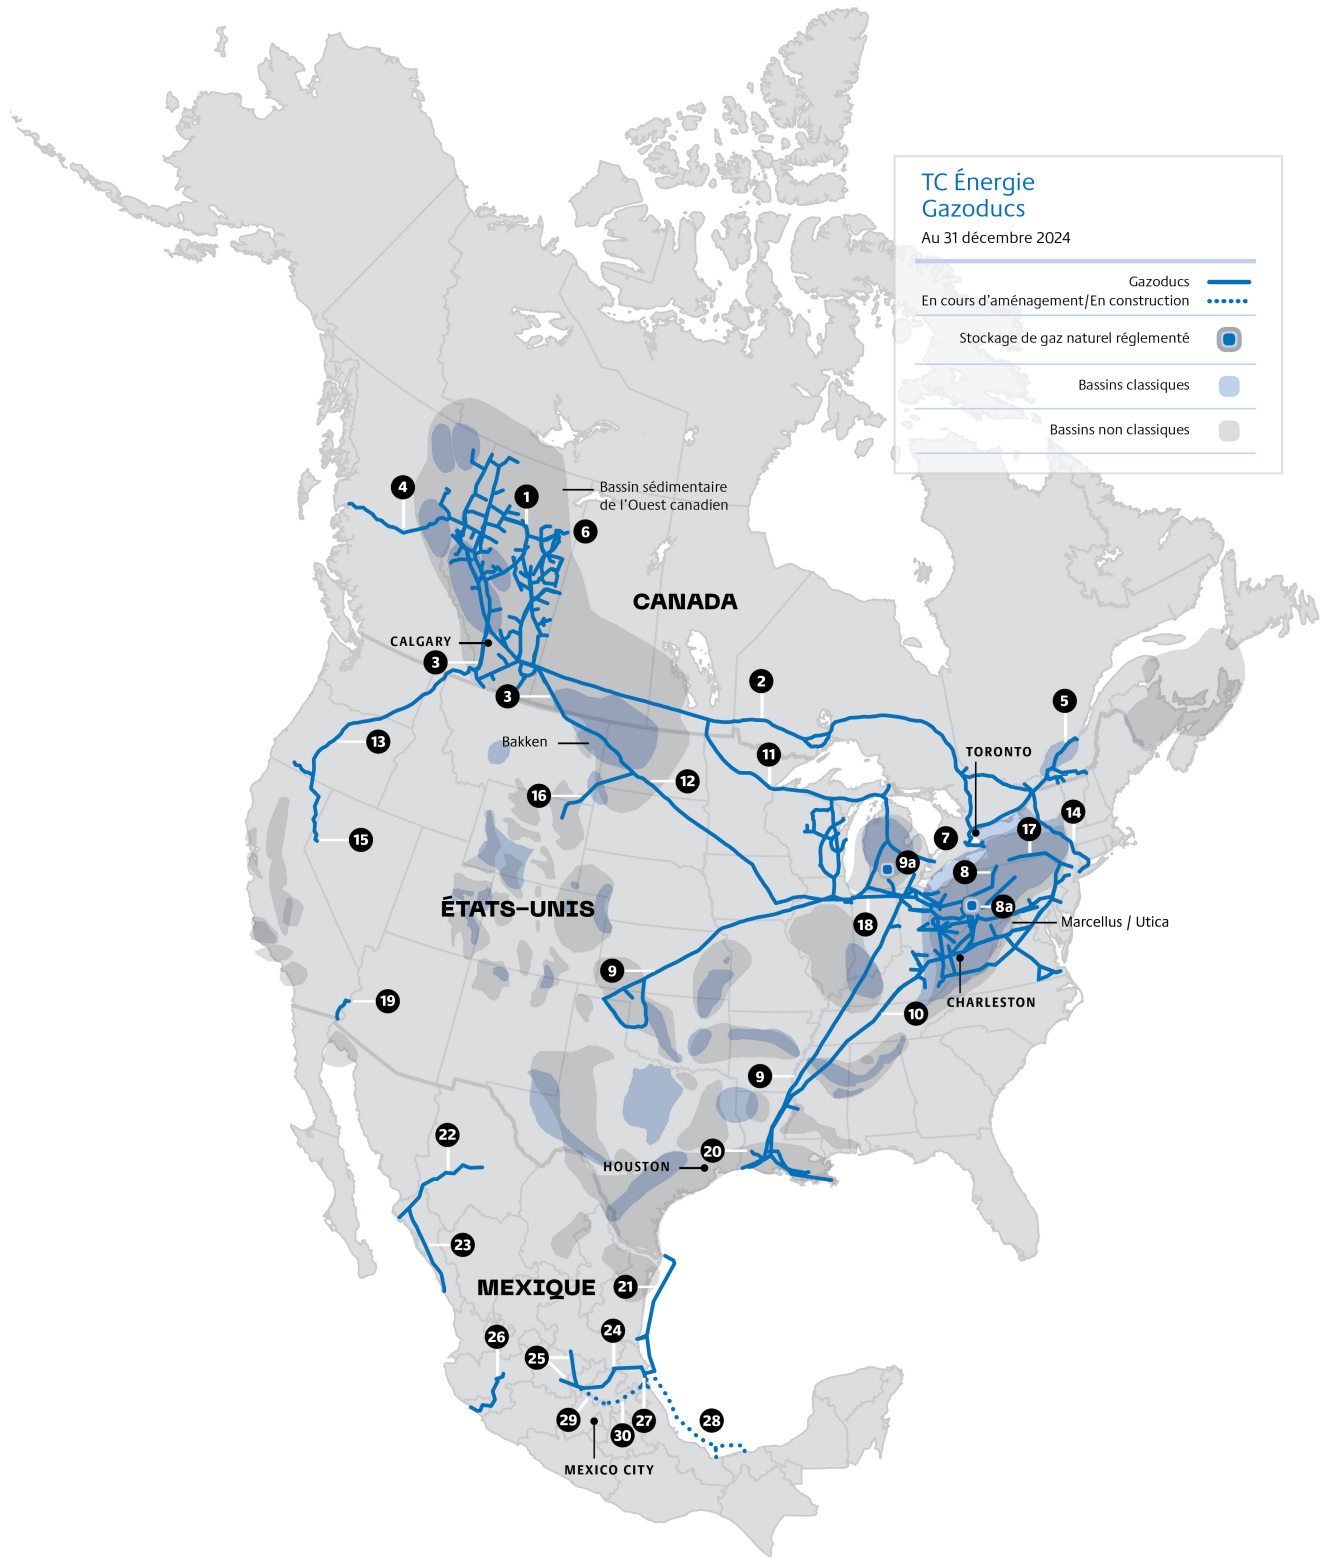 TC Énergie
Gazoducs
Au 31 décembre 2024
Gazoducs
En cours d'aménagement/En construction
Stockage de gaz naturel réglementé
Bassins classiques
Bassins non classiques
4
1
Bassin sédimentaire
de l'Ouest canadien
6
CANADA
CALGARY
3
3
2
5
13
Bakken
11
TORONTO
12
16
14
15
7
17
9a
8
ÉTATS-UNIS
8a
18
Marcellus / Utica
9
19
CHARLESTON
10
9
22
20
HOUSTON
23
MEXIQUE
21
24
26
25
29
27
28
30
MEXICO CITY